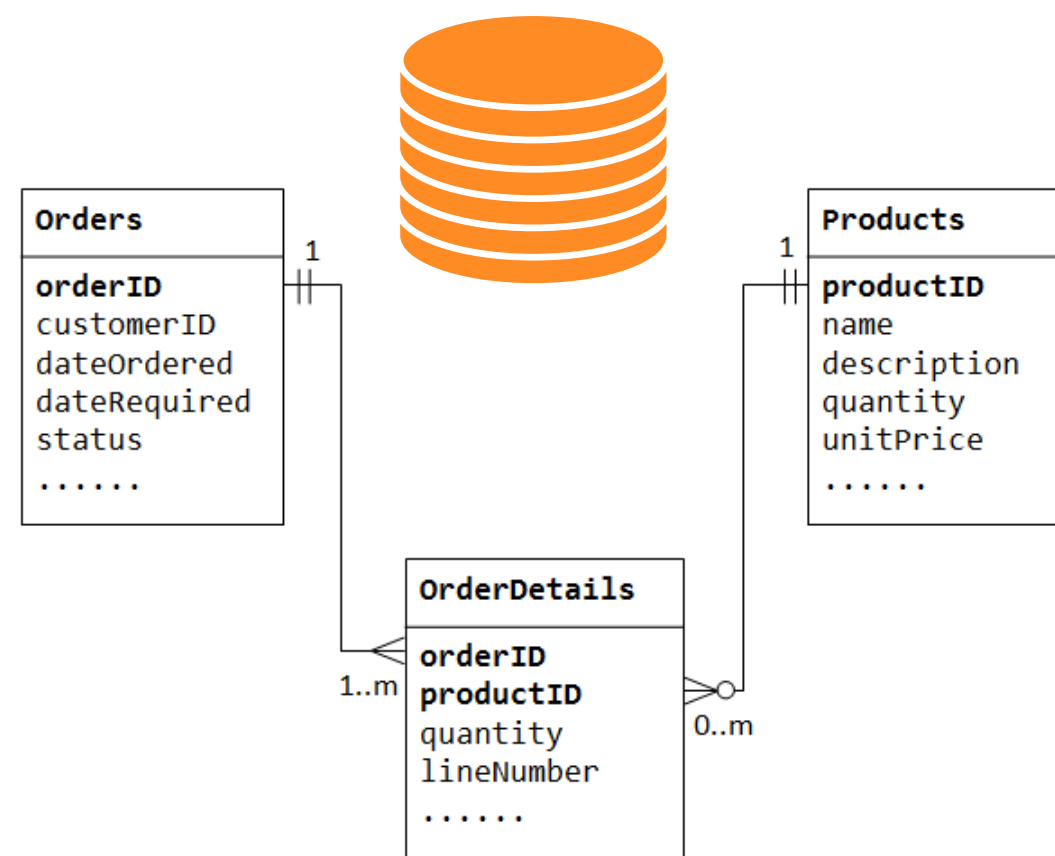 Orders
orderID
customerID
dateOrdered
dateRequired
status
......
1
1..m
Products
productID
name
description
quantity
unitPrice
......
1
0..m
OrderDetails
orderID
productID
quantity
lineNumber
......